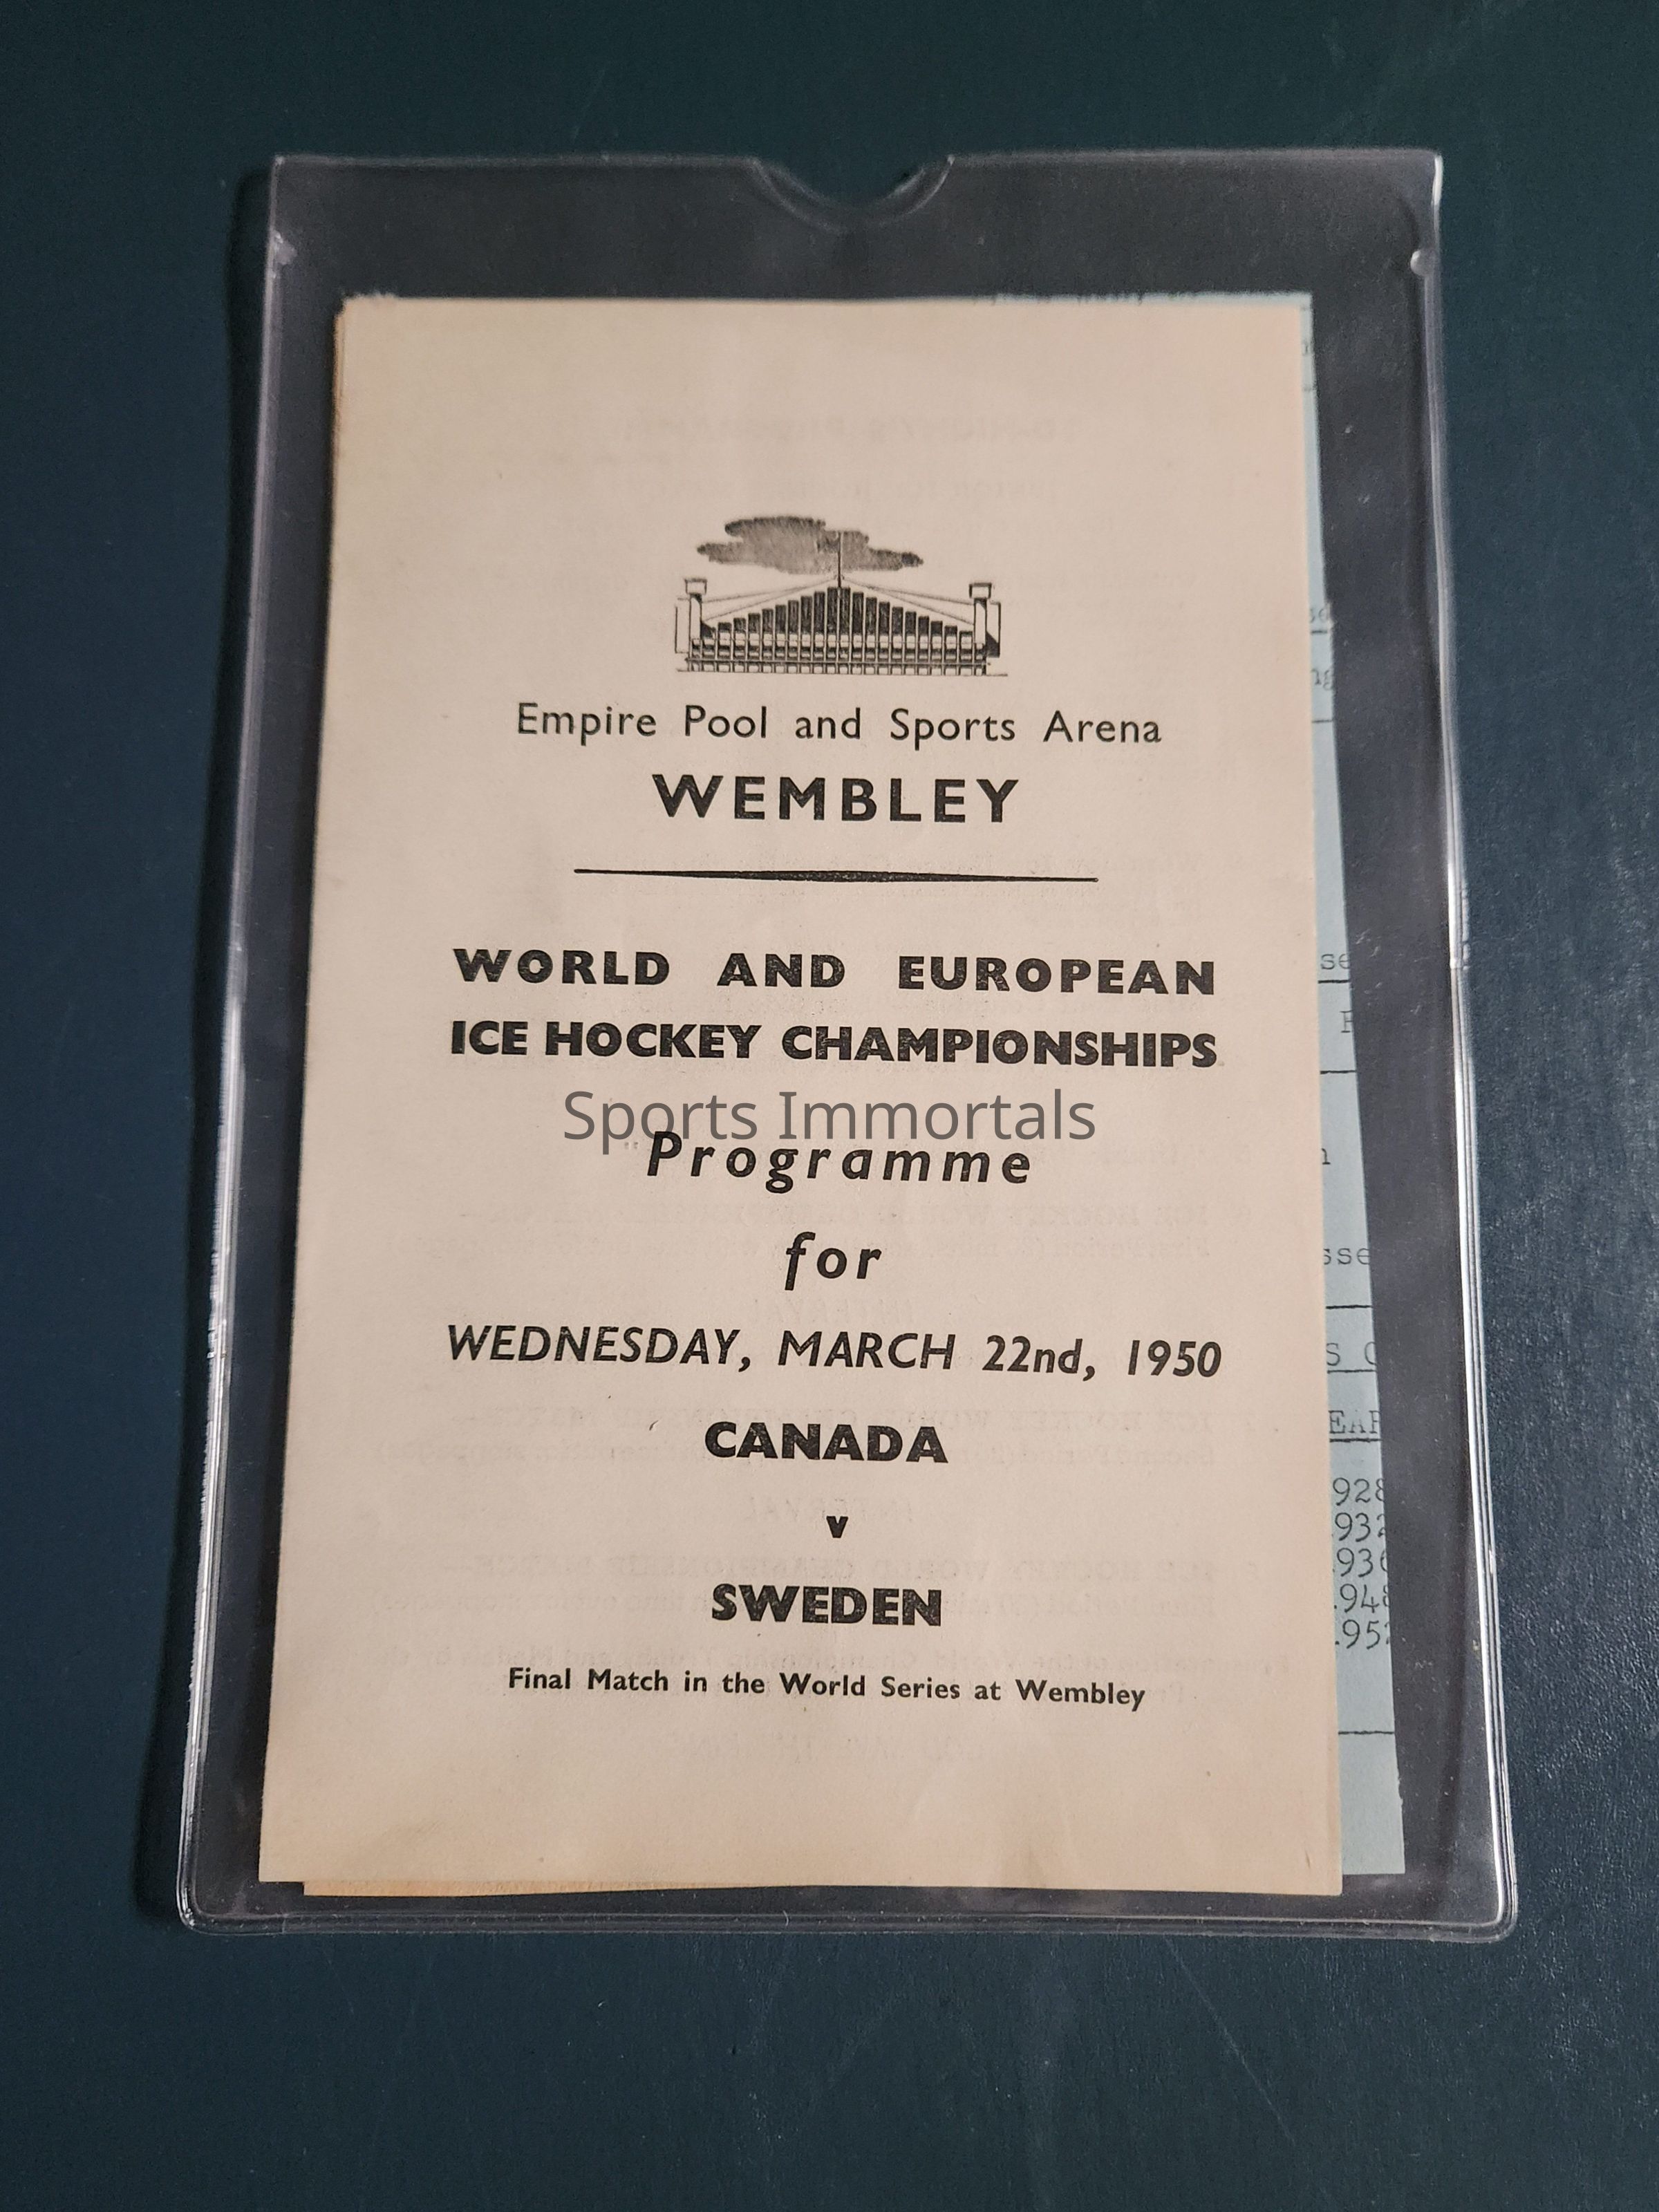 Empire Pool and Sports Arena
WEMBLEY
WORLD AND EUROPEAN
ICE HOCKEY CHAMPIONSHIPS
Sports Immortals
Programme
for
WEDNESDAY, MARCH 22nd, 1950
CANADA
v
SWEDEN
Final Match in the World Series at Wembley